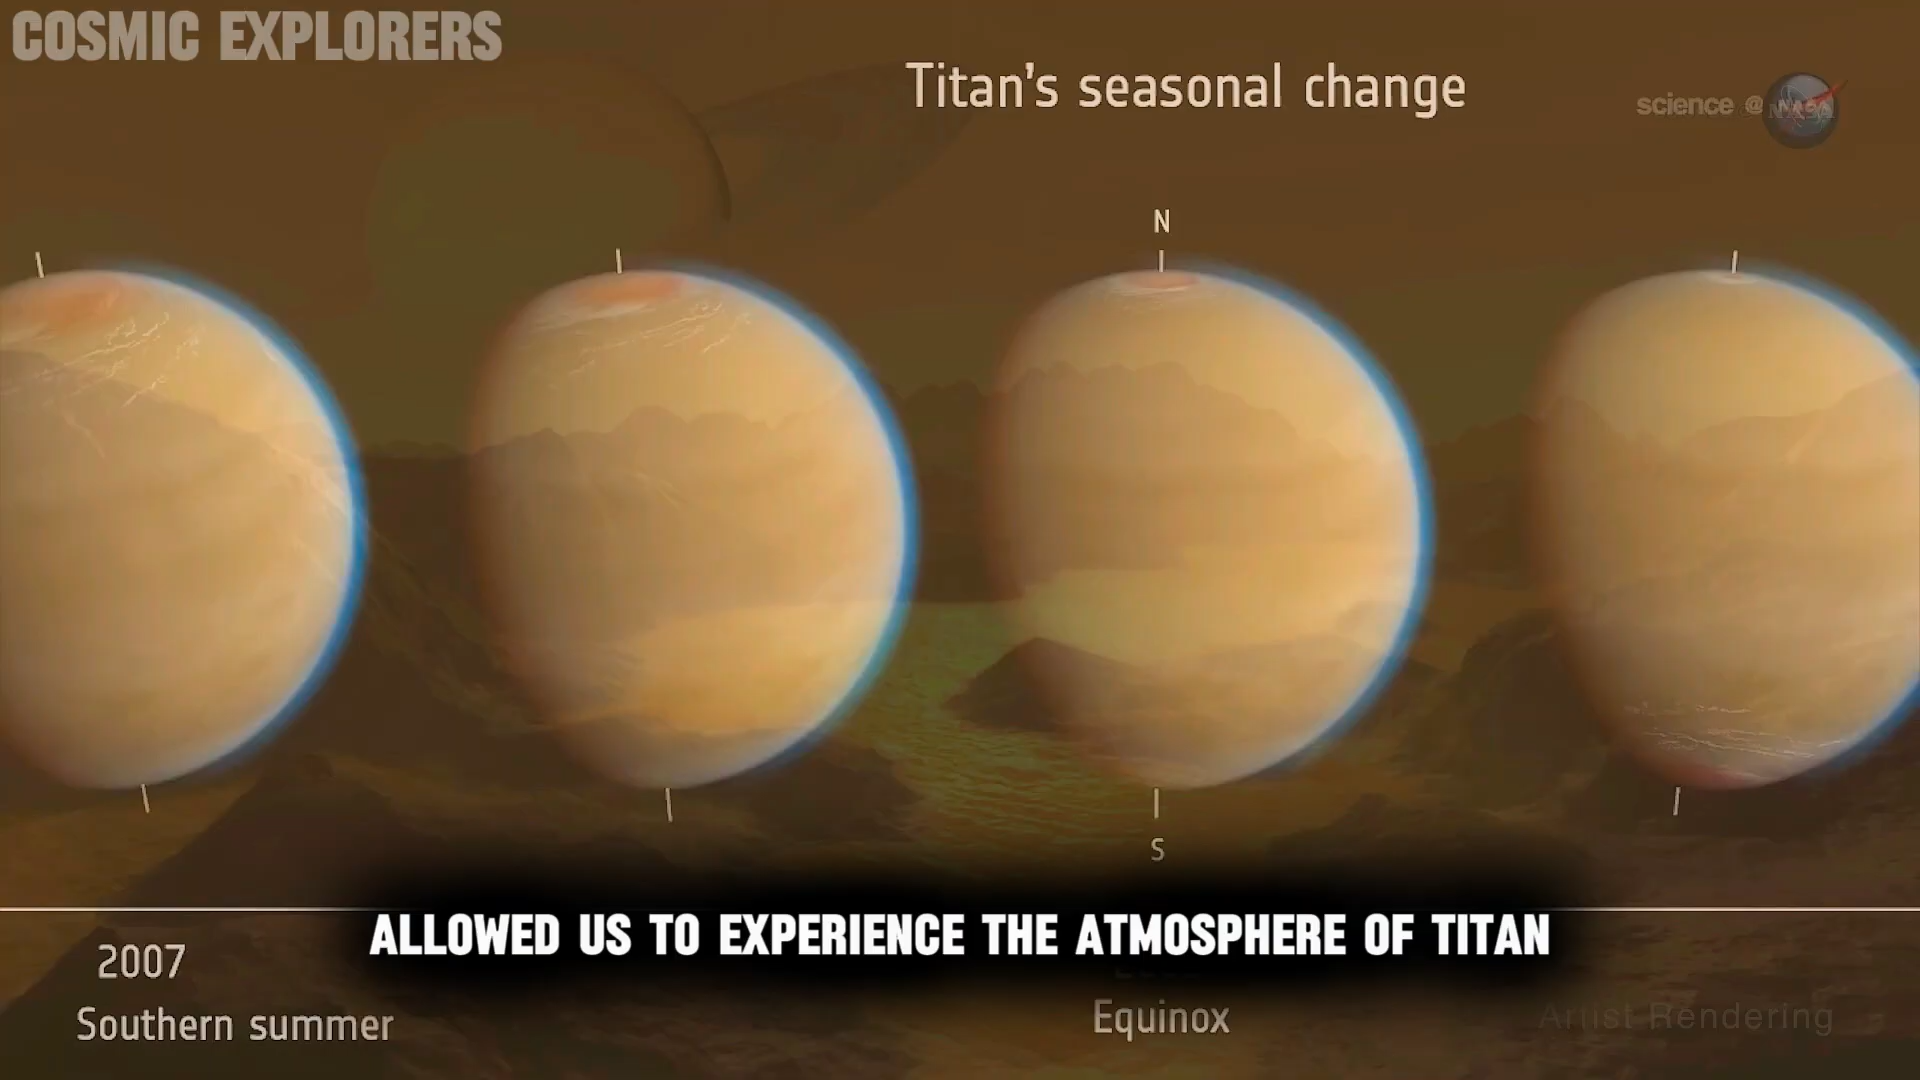 COSMIC EXPLORERS
Titan's seasonal change
science @ NASA
N
S
ALLOWED US TO EXPERIENCE THE ATMOSPHERE OF TITAN
2007
Southern summer
Equinox
Artist Rendering